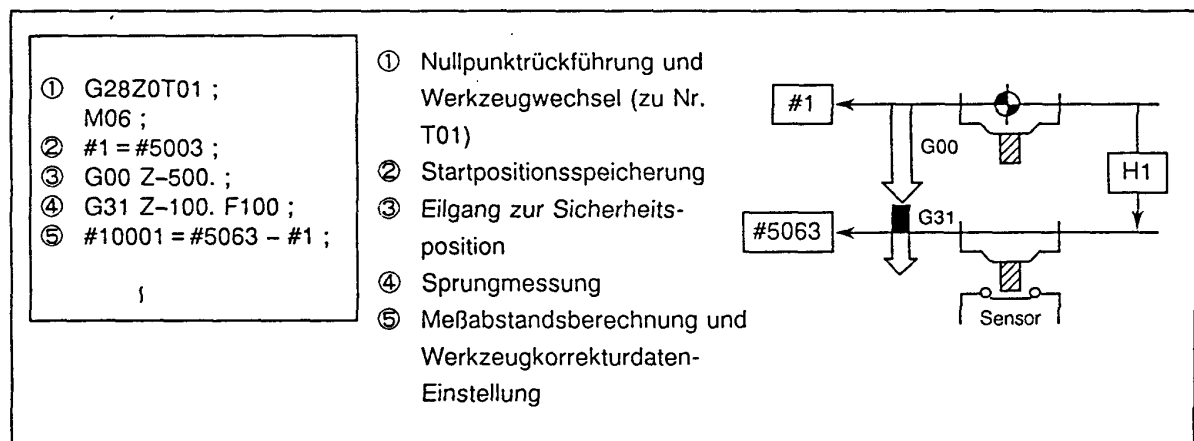 ① G28Z0T01 ;
M06 ;
② #1 = #5003 ;
③ G00 Z–500. ;
④ G31 Z–100. F100 ;
⑤ #10001 = #5063 – #1 ;
① Nullpunktrückführung und
Werkzeugwechsel (zu Nr.
T01)
② Startpositionsspeicherung
③ Eilgang zur Sicherheits-
position
④ Sprungmessung
⑤ Meßabstandsberechnung und
Werkzeugkorrekturdaten-
Einstellung
#1
G00
H1
G31
#5063
Sensor